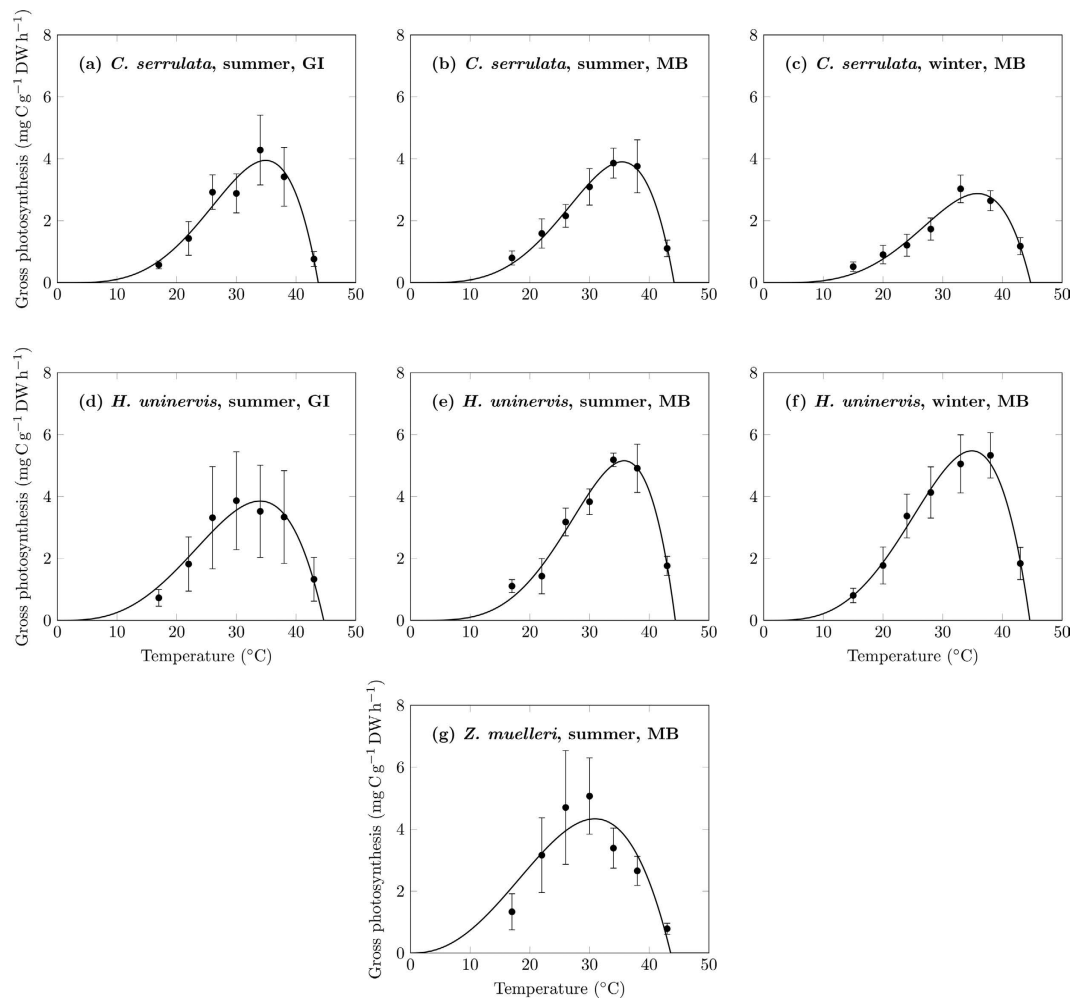 (a) C. serrulata, summer, GI
(b) C. serrulata, summer, MB
(c) C. serrulata, winter, MB
Gross photosynthesis (mg C g⁻¹ DW h⁻¹)
8
6
4
2
0
0 10 20 30 40 50
8
6
4
2
0
0 10 20 30 40 50
8
6
4
2
0
0 10 20 30 40 50
(d) H. uninervis, summer, GI
(e) H. uninervis, summer, MB
(f) H. uninervis, winter, MB
Gross photosynthesis (mg C g⁻¹ DW h⁻¹)
8
6
4
2
0
0 10 20 30 40 50
Temperature (°C)
8
6
4
2
0
0 10 20 30 40 50
8
6
4
2
0
0 10 20 30 40 50
Temperature (°C)
(g) Z. muelleri, summer, MB
Gross photosynthesis (mg C g⁻¹ DW h⁻¹)
8
6
4
2
0
0 10 20 30 40 50
Temperature (°C)